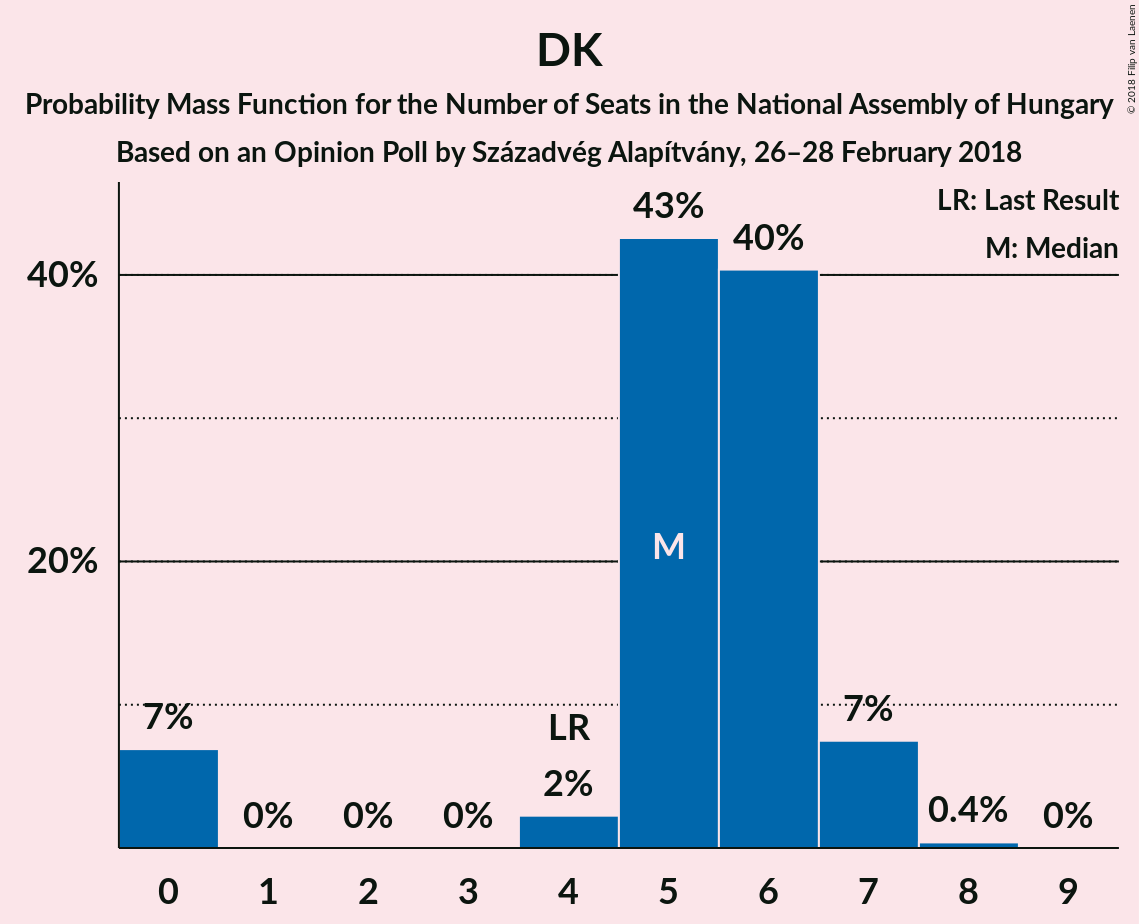 DK
Probability Mass Function for the Number of Seats in the National Assembly of Hungary
Based on an Opinion Poll by Századvég Alapítvány, 26–28 February 2018
© 2018 Filip van Laenen
LR: Last Result
M: Median
43%
40%
40%
M
20%
7%
LR
7%
2%
0%
0%
0%
0.4%
0%
0 1 2 3 4 5 6 7 8 9